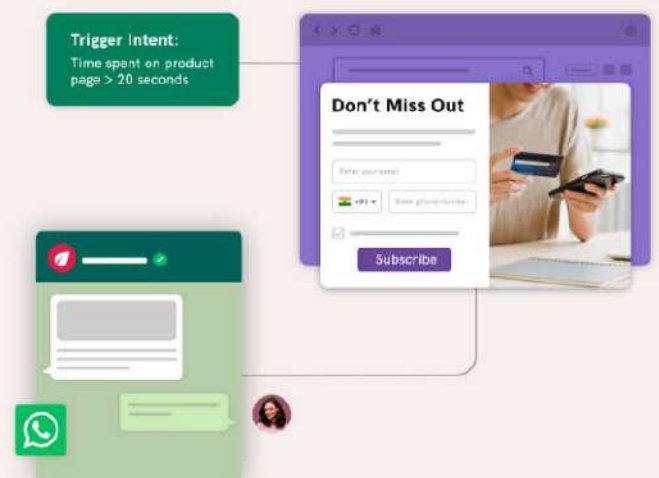 Trigger Intent:
Time spent on product
page > 20 seconds
Don't Miss Out
Enter your email
+91
Enter phone number
Subscribe